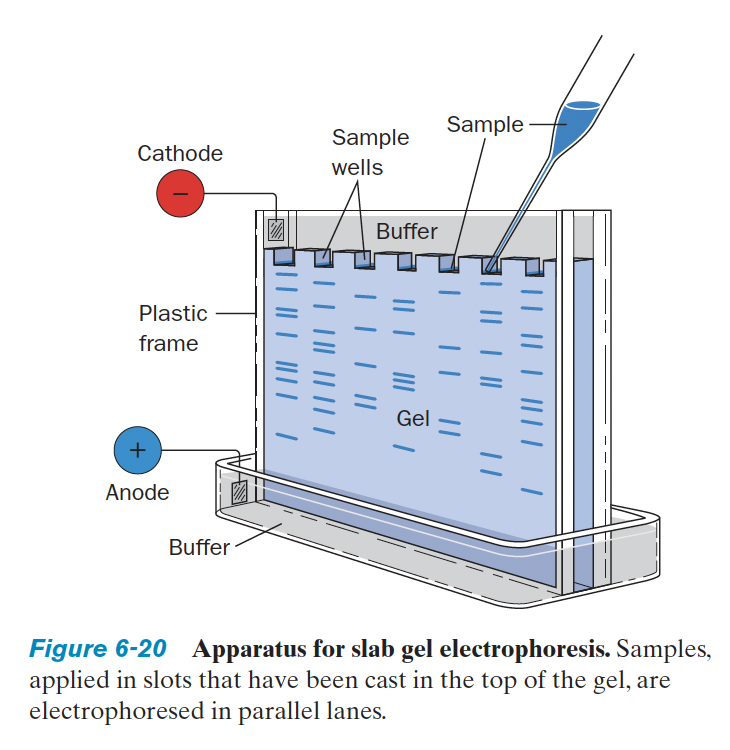 Cathode
Sample
wells
Sample
−
Buffer
Plastic
frame
Gel
+
Anode
Buffer
Figure 6-20 Apparatus for slab gel electrophoresis. Samples,
applied in slots that have been cast in the top of the gel, are
electrophoresed in parallel lanes.